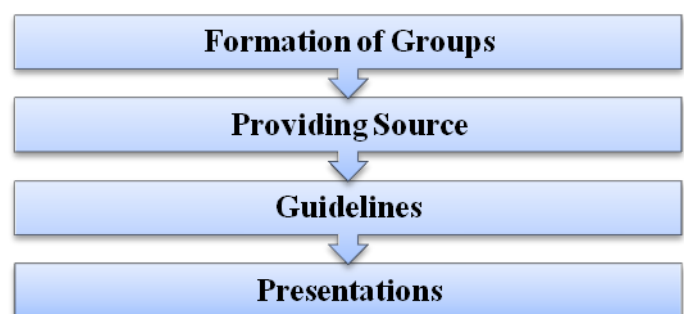 Formation of Groups
Providing Source
Guidelines
Presentations